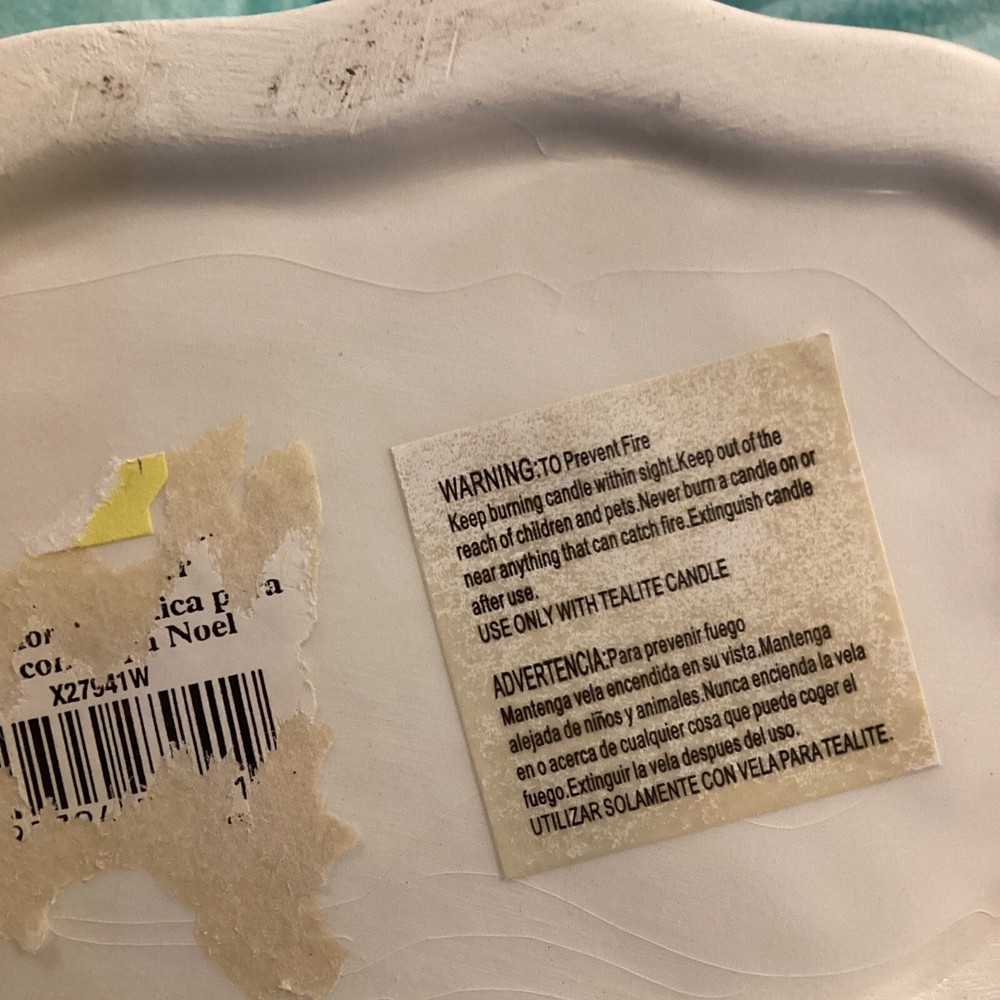 Noel
X27941W
WARNING:TO Prevent Fire
Keep burning candle within sight.Keep out of the
reach of children and pets.Never burn a candle on or
near anything that can catch fire.Extinguish candle
after use.
USE ONLY WITH TEALITE CANDLE
ADVERTENCIA:Para prevenir fuego
Mantenga vela encendida en su vista.Mantenga
alejada de niños y animales.Nunca encienda la vela
en o acerca de cualquier cosa que puede coger el
fuego.Extinguir la vela despues del uso.
UTILIZAR SOLAMENTE CON VELA PARA TEALITE.